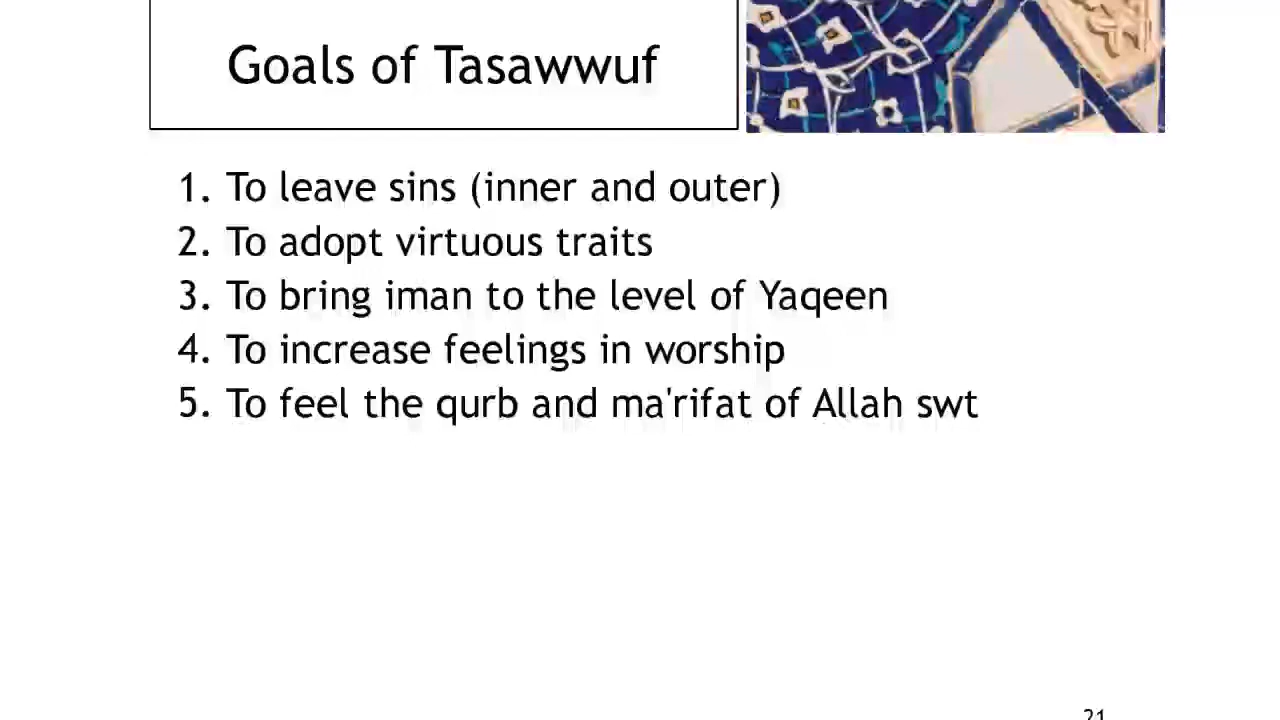 Goals of Tasawwuf
1. To leave sins (inner and outer)
2. To adopt virtuous traits
3. To bring iman to the level of Yaqeen
4. To increase feelings in worship
5. To feel the qurb and ma'rifat of Allah swt
21